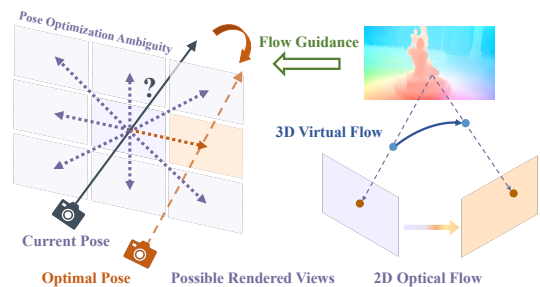 Pose Optimization Ambiguity
?
Flow Guidance
3D Virtual Flow
Current Pose
Optimal Pose
Possible Rendered Views
2D Optical Flow